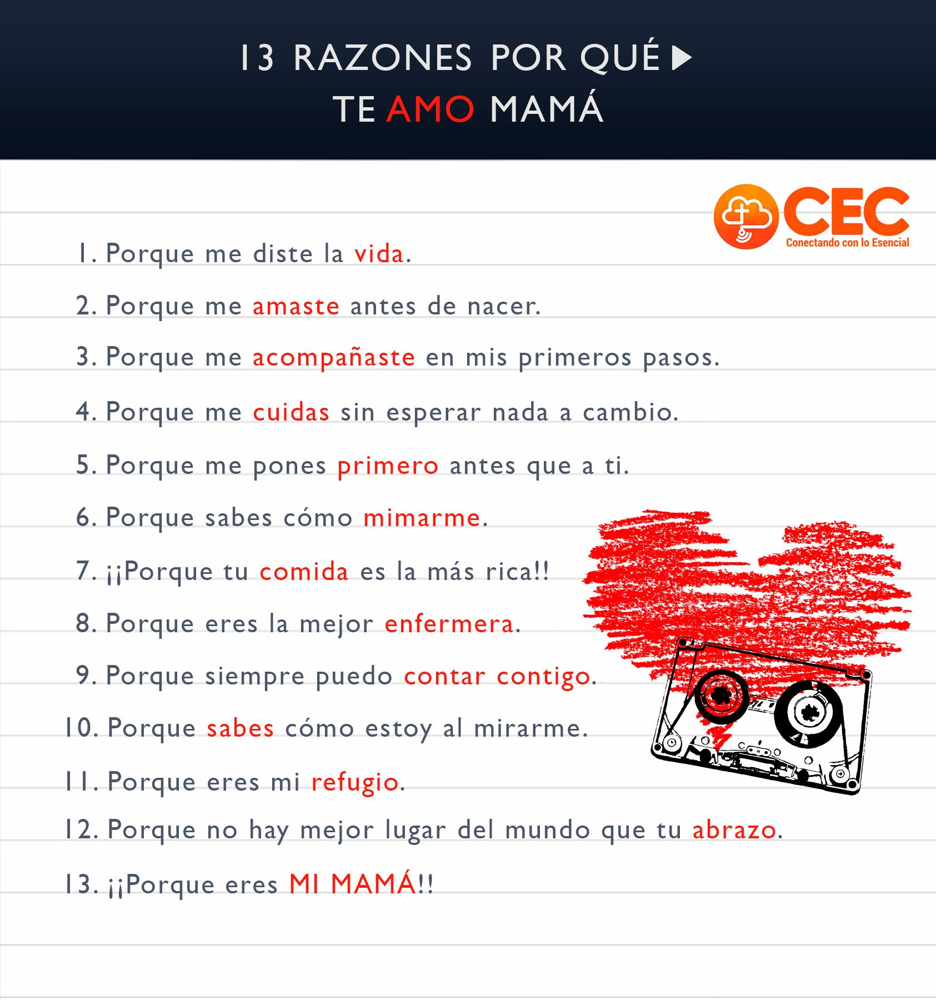 13 RAZONES POR QUÉ
TE AMO MAMÁ
CEC
Conectando con lo Esencial
1. Porque me diste la vida.
2. Porque me amaste antes de nacer.
3. Porque me acompañaste en mis primeros pasos.
4. Porque me cuidas sin esperar nada a cambio.
5. Porque me pones primero antes que a ti.
6. Porque sabes cómo mimarme.
7. ¡¡Porque tu comida es la más rica!!
8. Porque eres la mejor enfermera.
9. Porque siempre puedo contar contigo.
10. Porque sabes cómo estoy al mirarme.
11. Porque eres mi refugio.
12. Porque no hay mejor lugar del mundo que tu abrazo.
13. ¡¡Porque eres MI MAMÁ!!